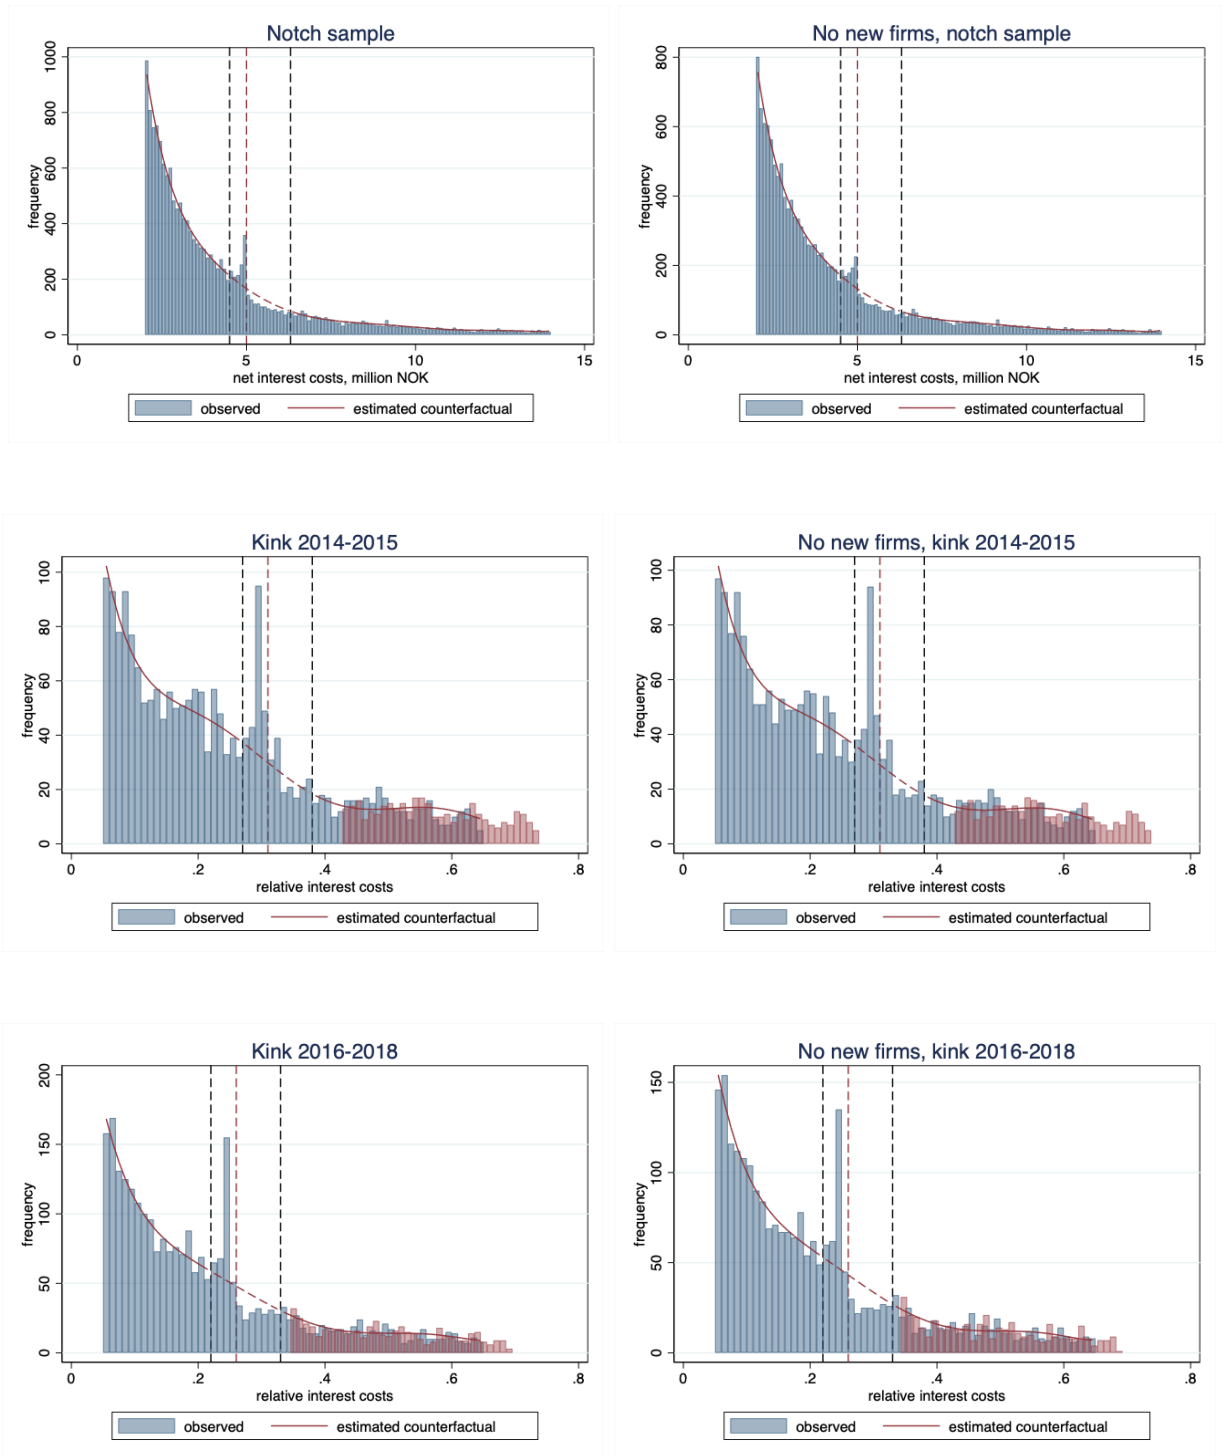 Notch sample
frequency
0 200 400 600 800 1000
0 5 10 15
net interest costs, million NOK
observed estimated counterfactual
No new firms, notch sample
frequency
0 200 400 600 800
0 5 10 15
net interest costs, million NOK
observed estimated counterfactual
Kink 2014-2015
frequency
0 20 40 60 80 100
0 .2 .4 .6 .8
relative interest costs
observed estimated counterfactual
No new firms, kink 2014-2015
frequency
0 20 40 60 80 100
0 .2 .4 .6 .8
relative interest costs
observed estimated counterfactual
Kink 2016-2018
frequency
0 50 100 150 200
0 .2 .4 .6 .8
relative interest costs
observed estimated counterfactual
No new firms, kink 2016-2018
frequency
0 50 100 150
0 .2 .4 .6 .8
relative interest costs
observed estimated counterfactual